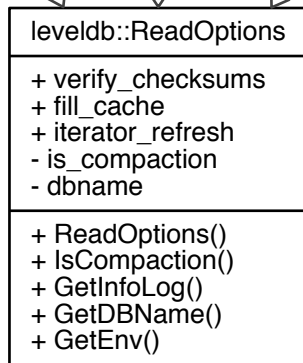 leveldb::ReadOptions
+ verify_checksums
+ fill_cache
+ iterator_refresh
- is_compaction
- dbname
+ ReadOptions()
+ IsCompaction()
+ GetInfoLog()
+ GetDBName()
+ GetEnv()